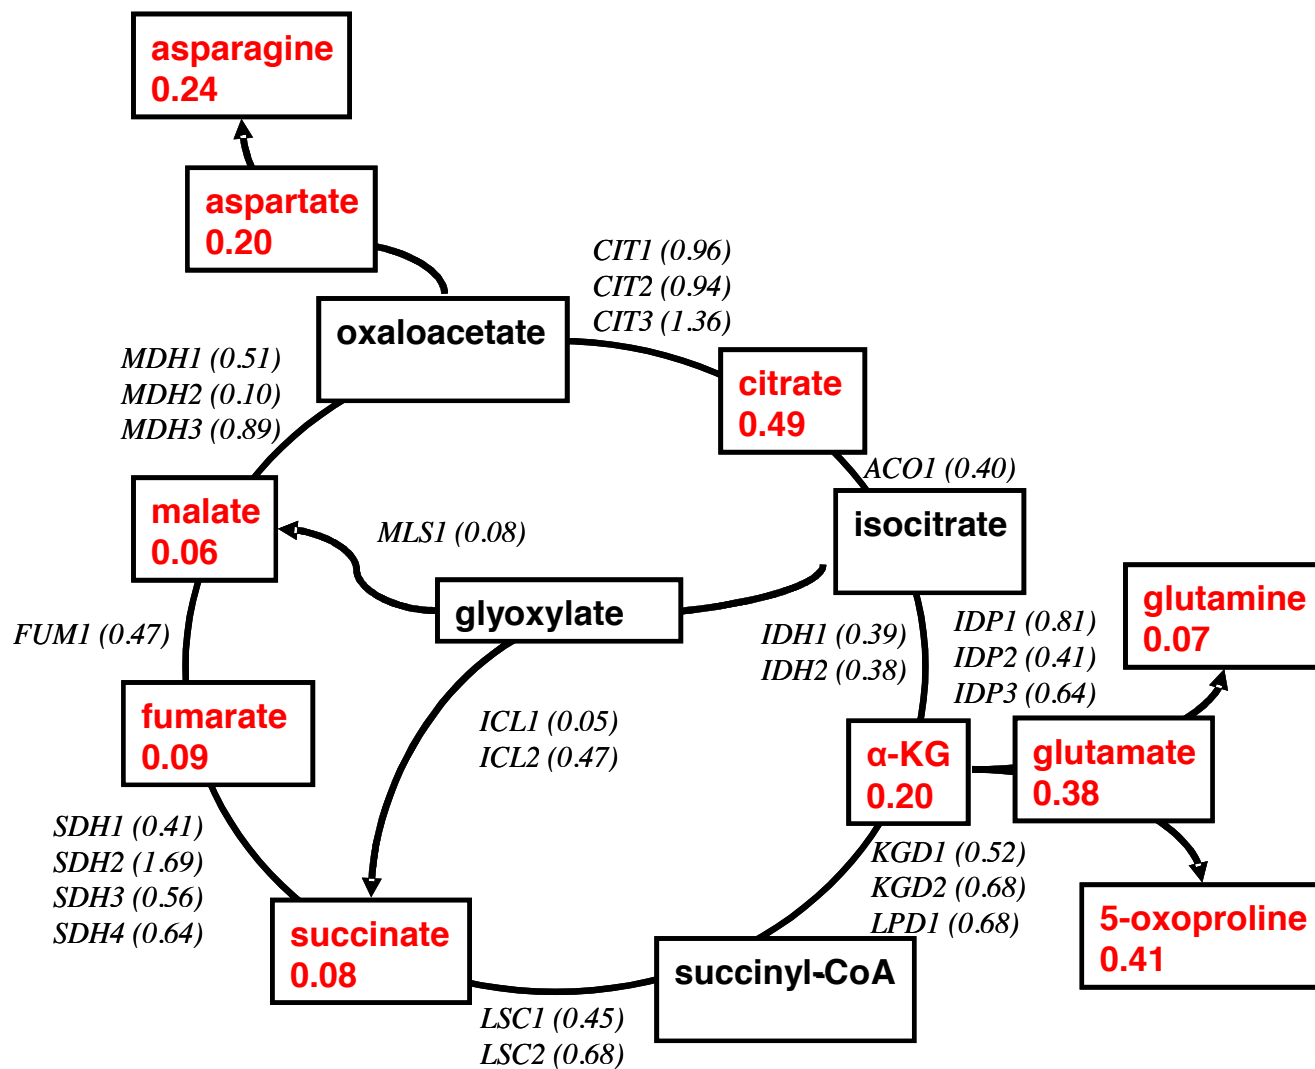 asparagine
0.24
aspartate
0.20
CIT1 (0.96)
CIT2 (0.94)
CIT3 (1.36)
oxaloacetate
MDH1 (0.51)
MDH2 (0.10)
MDH3 (0.89)
citrate
0.49
ACO1 (0.40)
malate
0.06
MLS1 (0.08)
isocitrate
glyoxylate
glutamine
0.07
FUM1 (0.47)
IDH1 (0.39)
IDH2 (0.38)
IDP1 (0.81)
IDP2 (0.41)
IDP3 (0.64)
fumarate
0.09
ICL1 (0.05)
ICL2 (0.47)
α-KG
0.20
glutamate
0.38
SDH1 (0.41)
SDH2 (1.69)
SDH3 (0.56)
SDH4 (0.64)
KGD1 (0.52)
KGD2 (0.68)
LPD1 (0.68)
5-oxoproline
0.41
succinate
0.08
succinyl-CoA
LSC1 (0.45)
LSC2 (0.68)